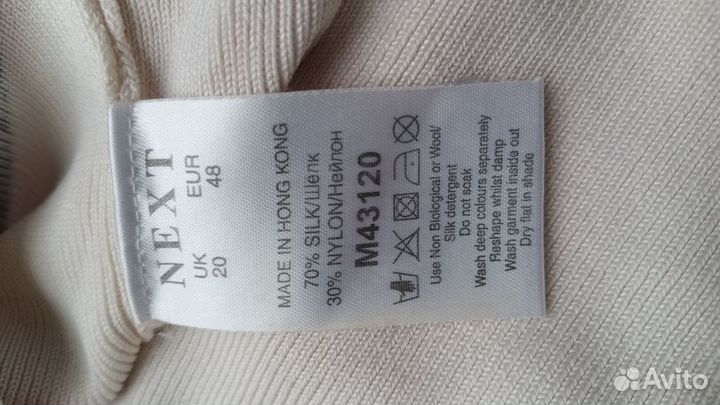 NEXT
UK EUR
20 48
MADE IN HONG KONG
70% SILK/Шелк
30% NYLON/Нейлон
M43120
Use Non Biological or Wool/
Silk detergent
Do not soak
Wash deep colours separately
Reshape whilst damp
Wash garment inside out
Dry flat in shade
Avito